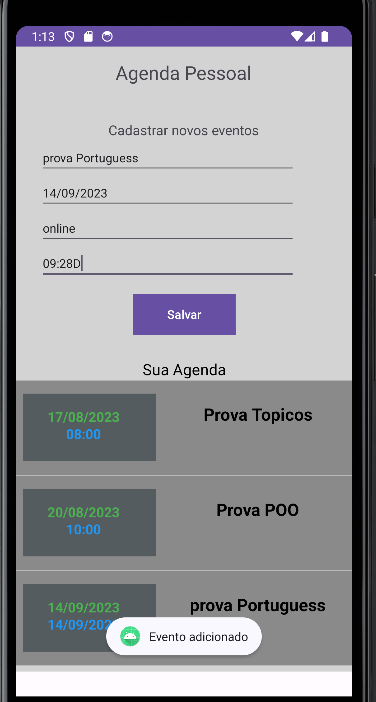 1:13
Agenda Pessoal
Cadastrar novos eventos
prova Portuguess
14/09/2023
online
09:28D
Salvar
Sua Agenda
17/08/2023
08:00
Prova Topicos
20/08/2023
10:00
Prova POO
14/09/2023
prova Portuguess
Evento adicionado